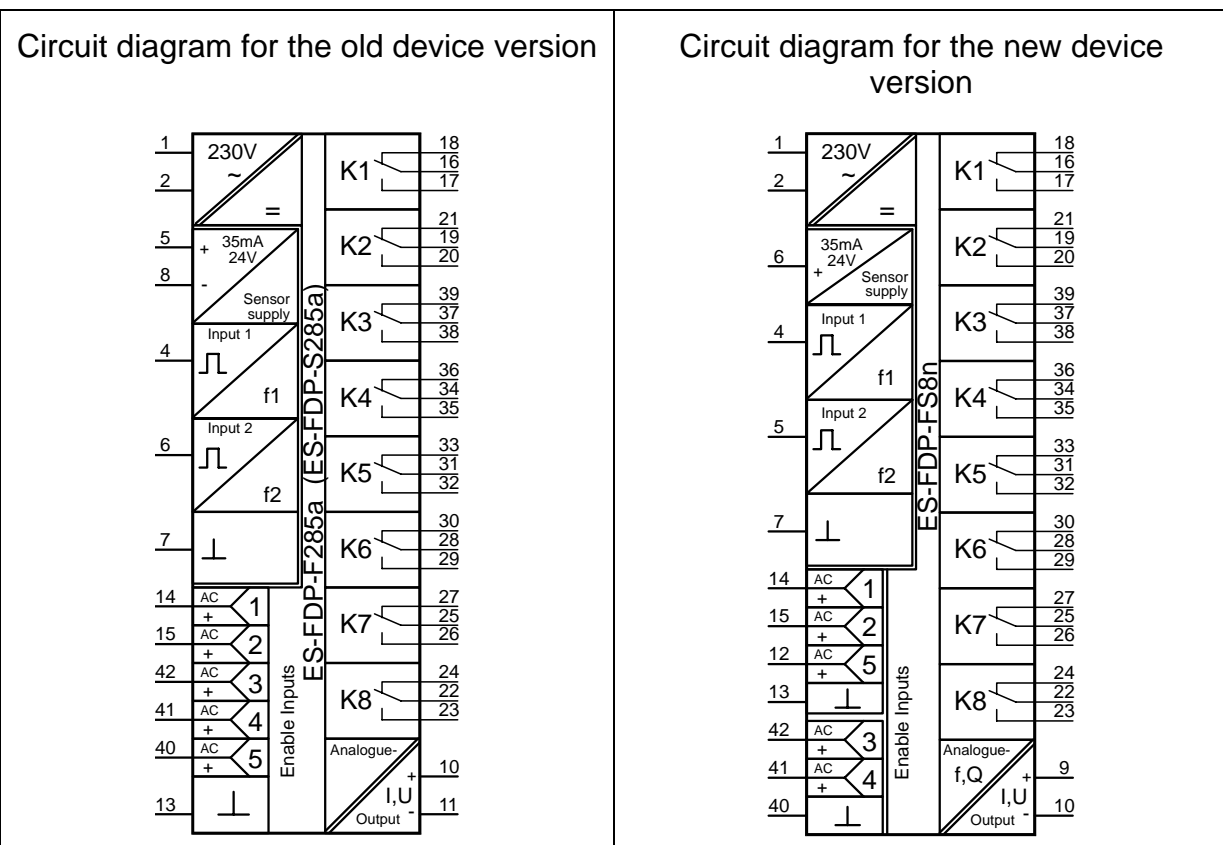 Circuit diagram for the old device version
1
230V
~
=
2
5
+
35mA
24V
8
-
Sensor
supply
4
Input 1
f1
6
Input 2
f2
7
14
AC
+
1
15
AC
+
2
42
AC
+
3
41
AC
+
4
40
AC
+
5
13
Enable Inputs
ES-FDP-F285a (ES-FDP-S285a)
K1
18
16
17
K2
21
19
20
K3
39
37
38
K4
36
34
35
K5
33
31
32
K6
30
28
29
K7
27
25
26
K8
24
22
23
Analogue-
+
10
I,U
-
11
Output
Circuit diagram for the new device
version
1
230V
~
=
2
35mA
24V
6
+
Sensor
supply
4
Input 1
f1
5
Input 2
f2
7
14
AC
+
1
15
AC
+
2
12
AC
+
5
13
42
AC
+
3
41
AC
+
4
40
Enable Inputs
ES-FDP-FS8n
K1
18
16
17
K2
21
19
20
K3
39
37
38
K4
36
34
35
K5
33
31
32
K6
30
28
29
K7
27
25
26
K8
24
22
23
Analogue-
f,Q
+
9
I,U
-
10
Output